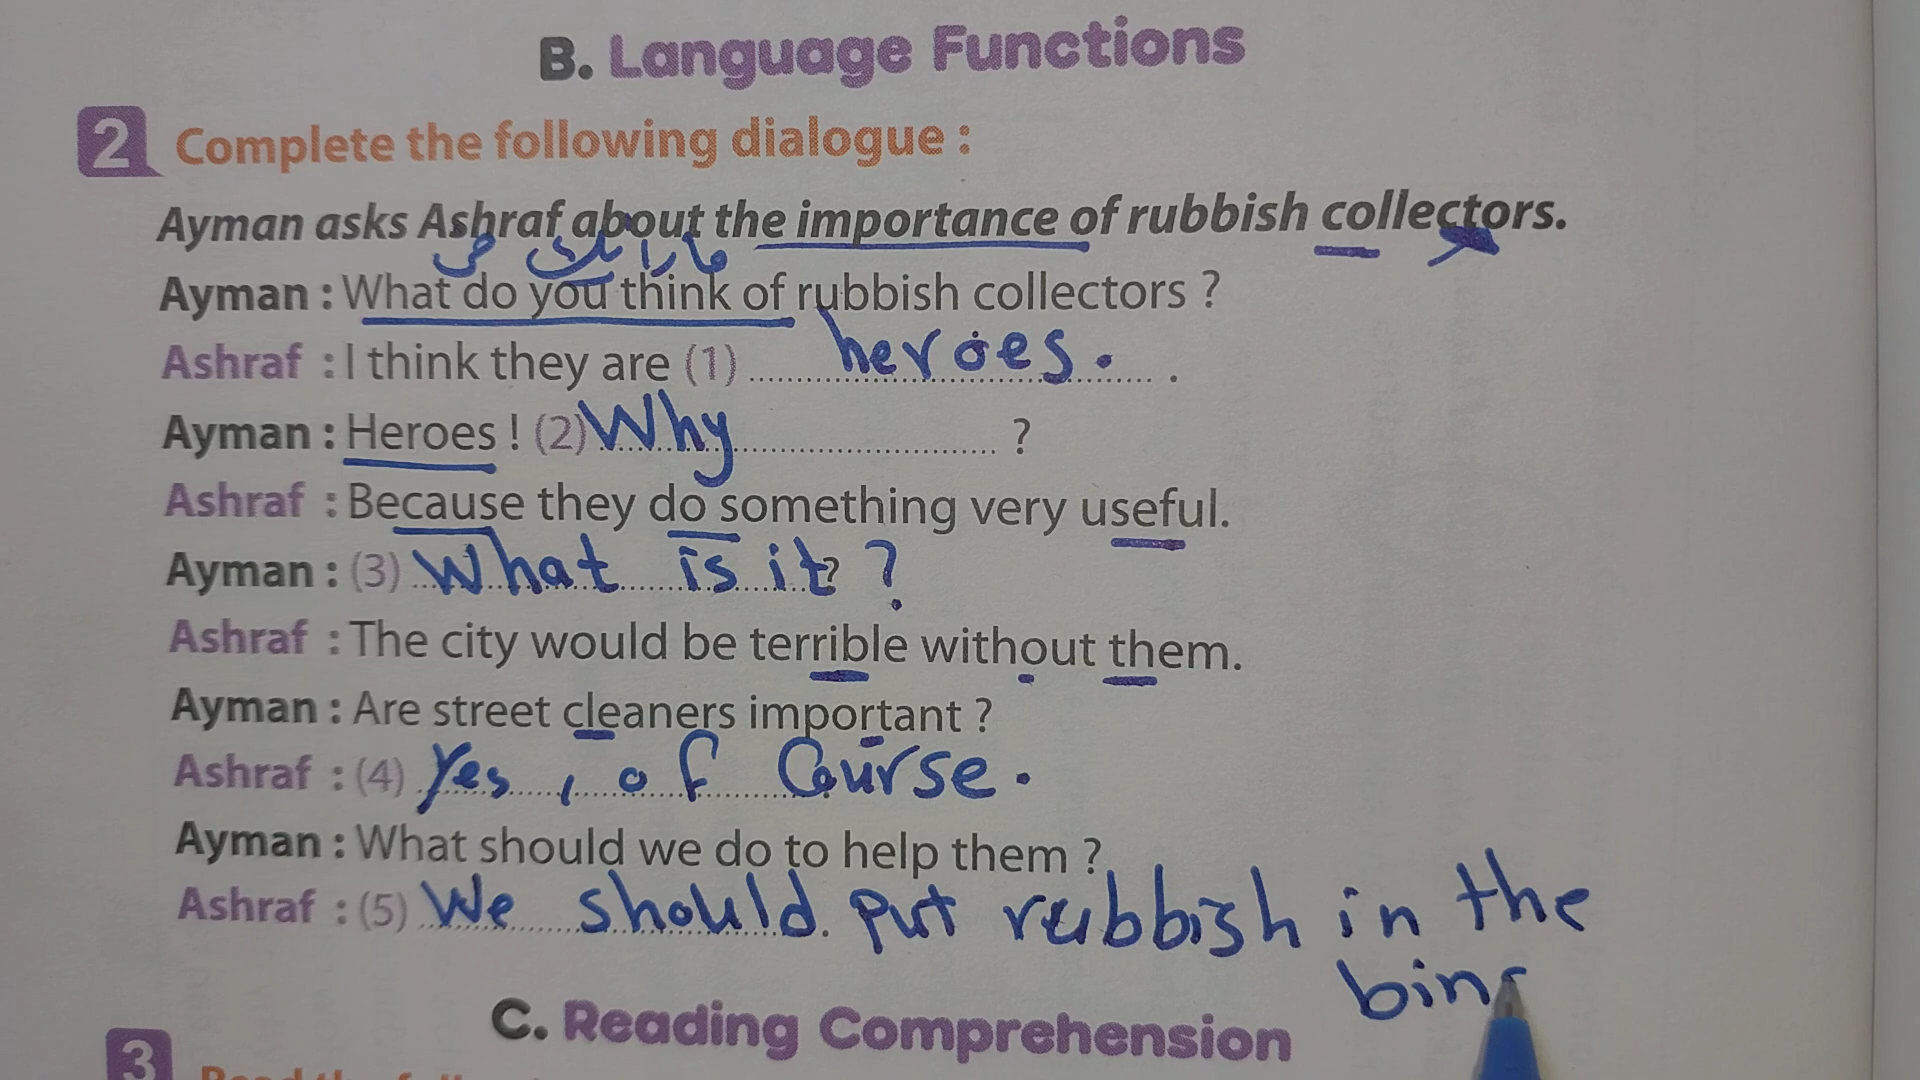 B. Language Functions
2 Complete the following dialogue :
Ayman asks Ashraf about the importance of rubbish collectors.
Ayman : What do you think of rubbish collectors ?
Ashraf : I think they are (1) heroes. .
Ayman : Heroes ! (2) Why ?
Ashraf : Because they do something very useful.
Ayman : (3) What is it? ?
Ashraf : The city would be terrible without them.
Ayman : Are street cleaners important ?
Ashraf : (4) Yes, of Course.
Ayman : What should we do to help them ?
Ashraf : (5) We should. put rubbish in the
bins
C. Reading Comprehension
3